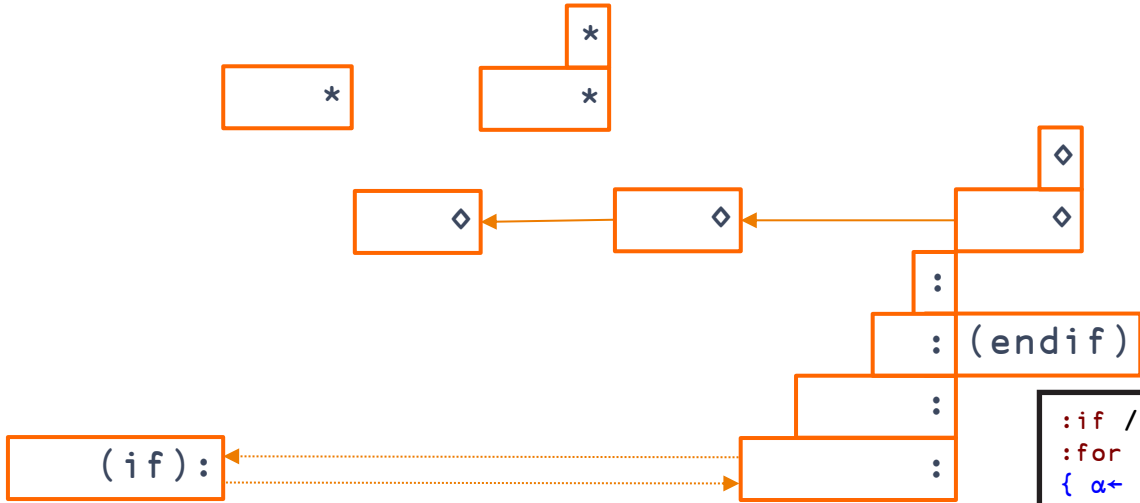 *
* *
◇
◇ ◇ ◇
:
: (endif)
:
(if): :
:if /
:for
{ α←